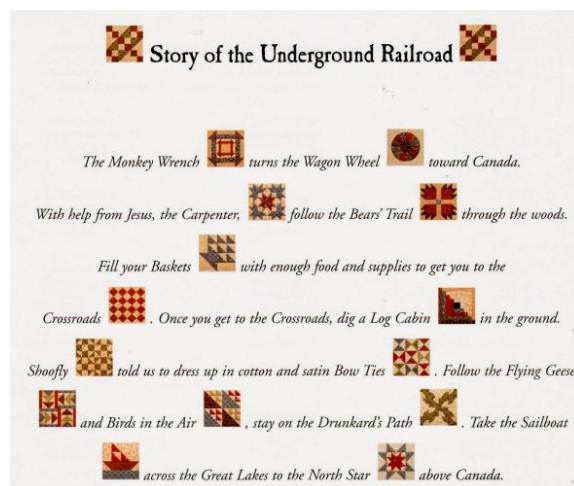 Story of the Underground Railroad
The Monkey Wrench turns the Wagon Wheel toward Canada.
With help from Jesus, the Carpenter, follow the Bears' Trail through the woods.
Fill your Baskets with enough food and supplies to get you to the
Crossroads . Once you get to the Crossroads, dig a Log Cabin in the ground.
Shoofly told us to dress up in cotton and satin Bow Ties . Follow the Flying Geese
and Birds in the Air , stay on the Drunkard's Path . Take the Sailboat
across the Great Lakes to the North Star above Canada.